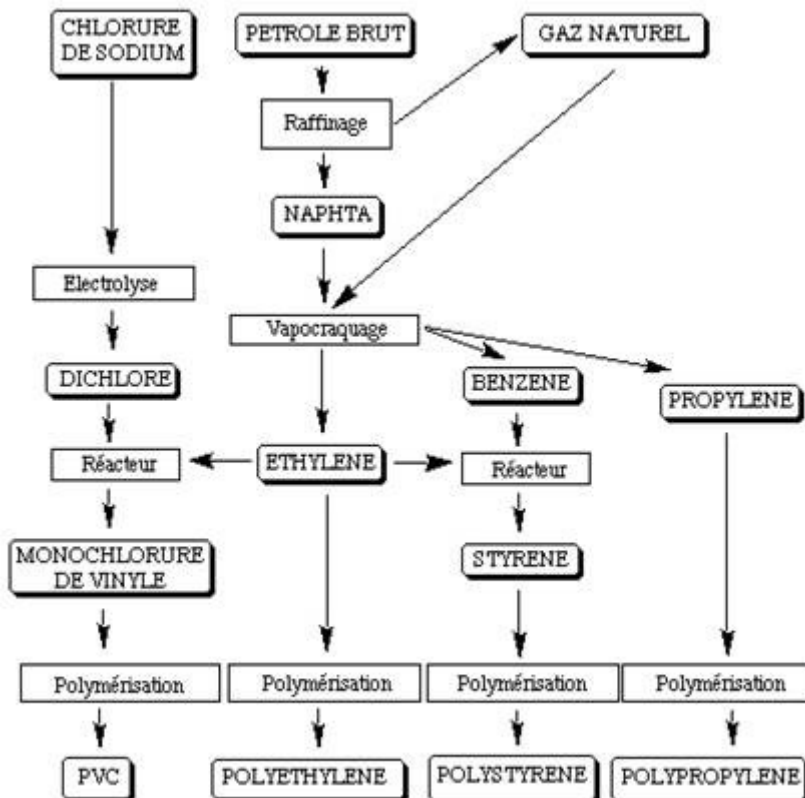 CHLORURE
DE SODIUM
PETROLE BRUT
GAZ NATUREL
Raffinage
NAPHTA
Electrolyse
Vapocraquage
DICHLORE
BENZENE
PROPYLENE
Réacteur
ETHYLENE
Réacteur
MONOCHLORURE
DE VINYLE
STYRENE
Polymérisation
Polymérisation
Polymérisation
Polymérisation
PVC
POLYETHYLENE
POLYSTYRENE
POLYPROPYLENE